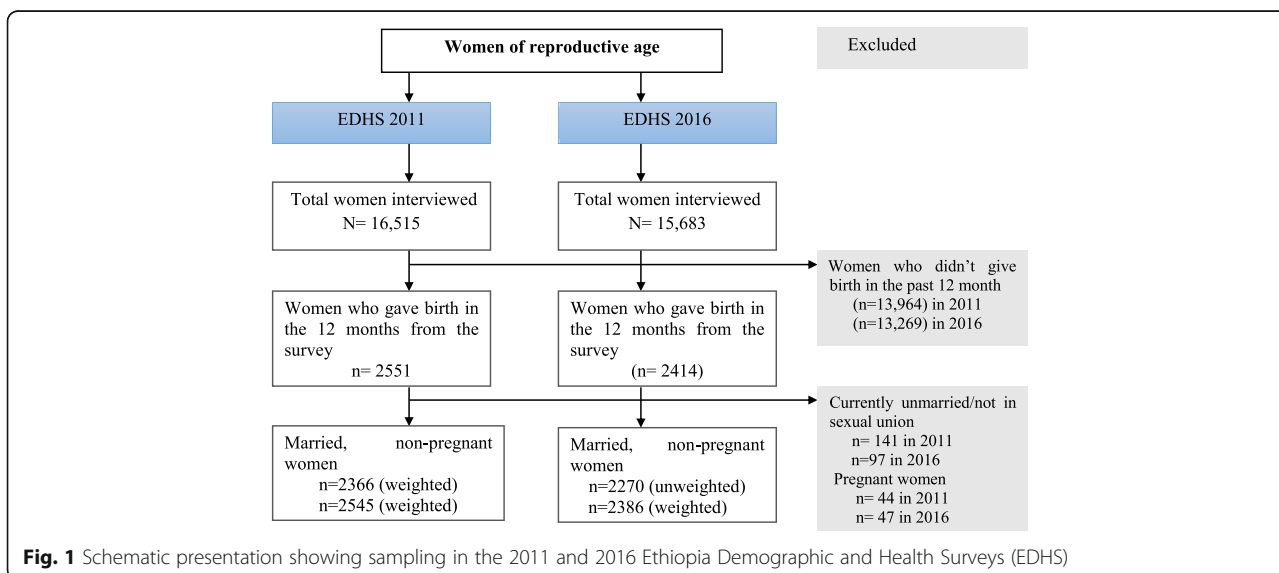 Women of reproductive age
Excluded
EDHS 2011
EDHS 2016
Total women interviewed
N= 16,515
Total women interviewed
N= 15,683
Women who didn’t give
birth in the past 12 month
(n=13,964) in 2011
(n=13,269) in 2016
Women who gave birth in
the 12 months from the
survey
n= 2551
Women who gave birth in
the 12 months from the
survey
(n= 2414)
Currently unmarried/not in
sexual union
n= 141 in 2011
n=97 in 2016
Pregnant women
n= 44 in 2011
n= 47 in 2016
Married, non-pregnant
women
n=2366 (weighted)
n=2545 (weighted)
Married, non-pregnant
women
n=2270 (unweighted)
n=2386 (weighted)
Fig. 1 Schematic presentation showing sampling in the 2011 and 2016 Ethiopia Demographic and Health Surveys (EDHS)